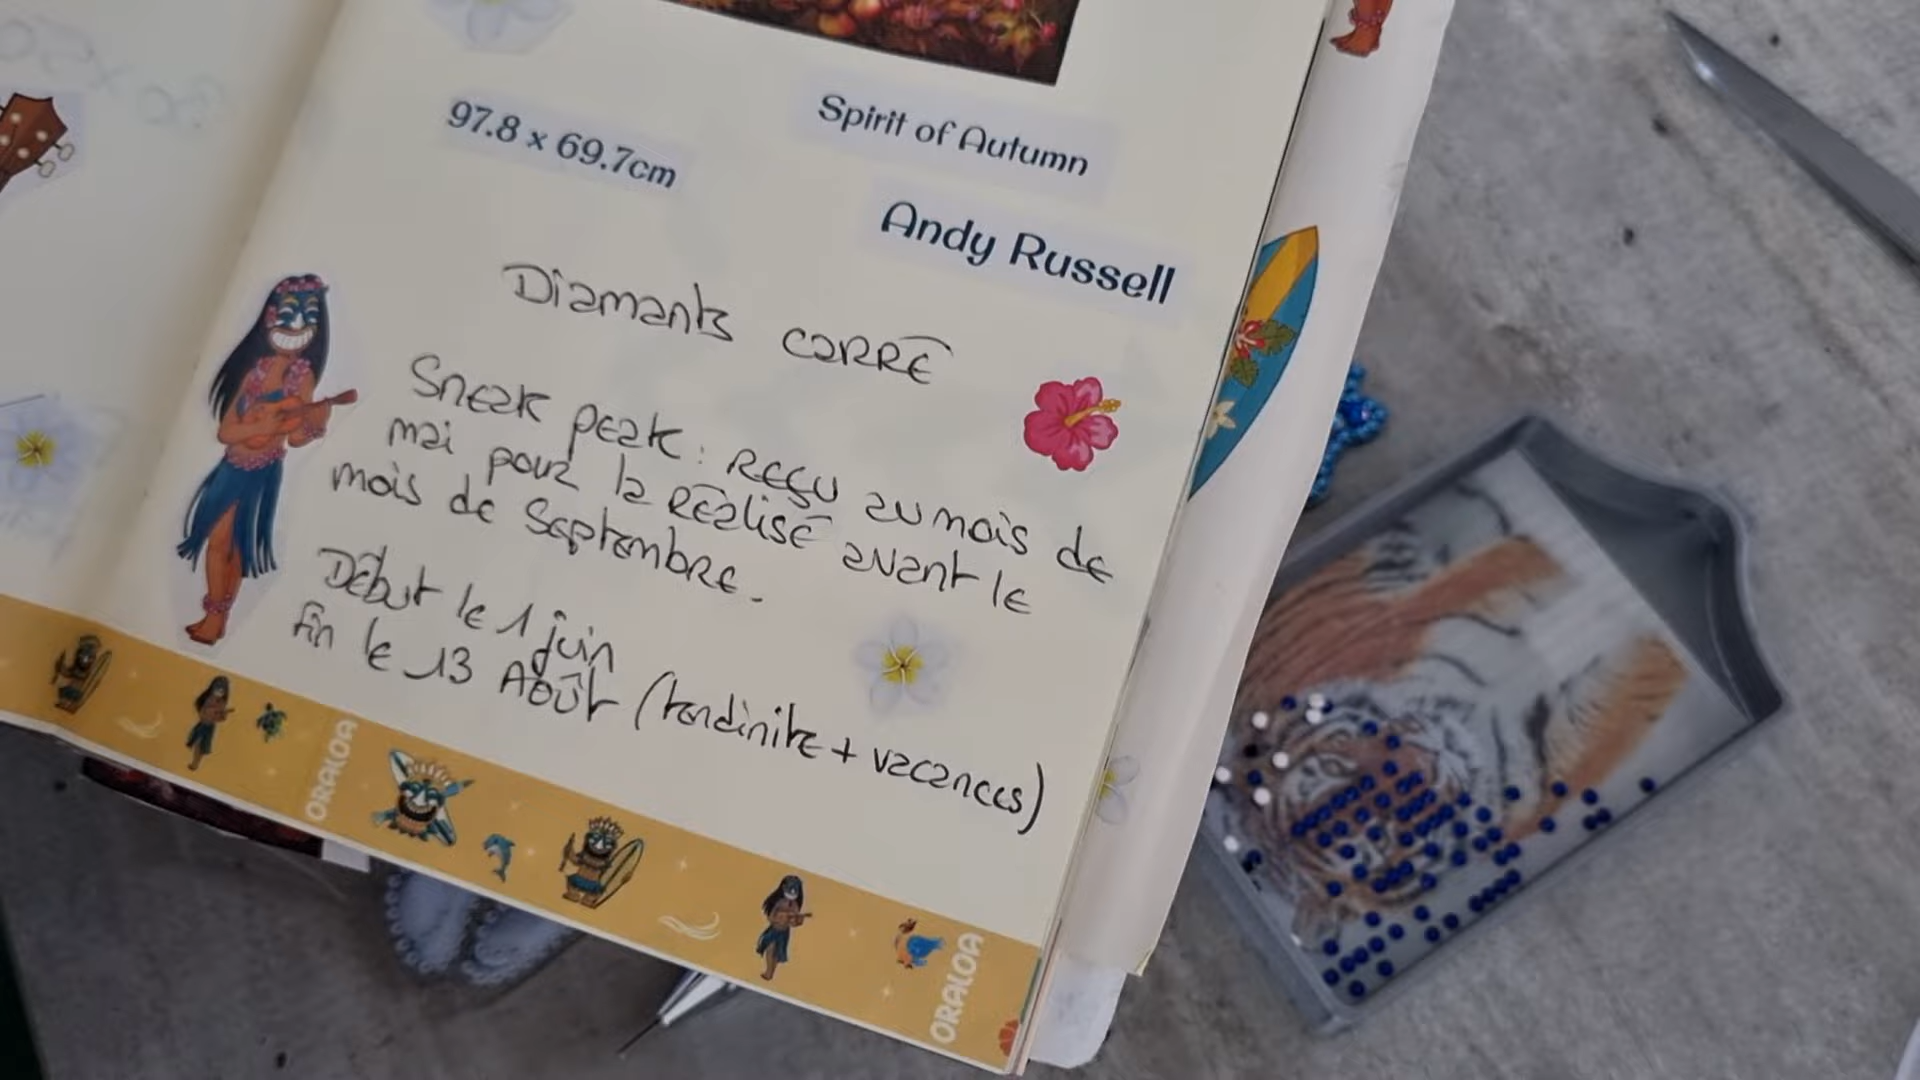 97.8 x 69.7cm
Spirit of Autumn
Andy Russell
Diamants carré
Sneak peak : Reçu au mois de
mai pour la réalisé avant le
mois de Septembre.
Début le 1 juin
fin le 13 Août (tendinite + vacances)
ORALOA
ORALOA